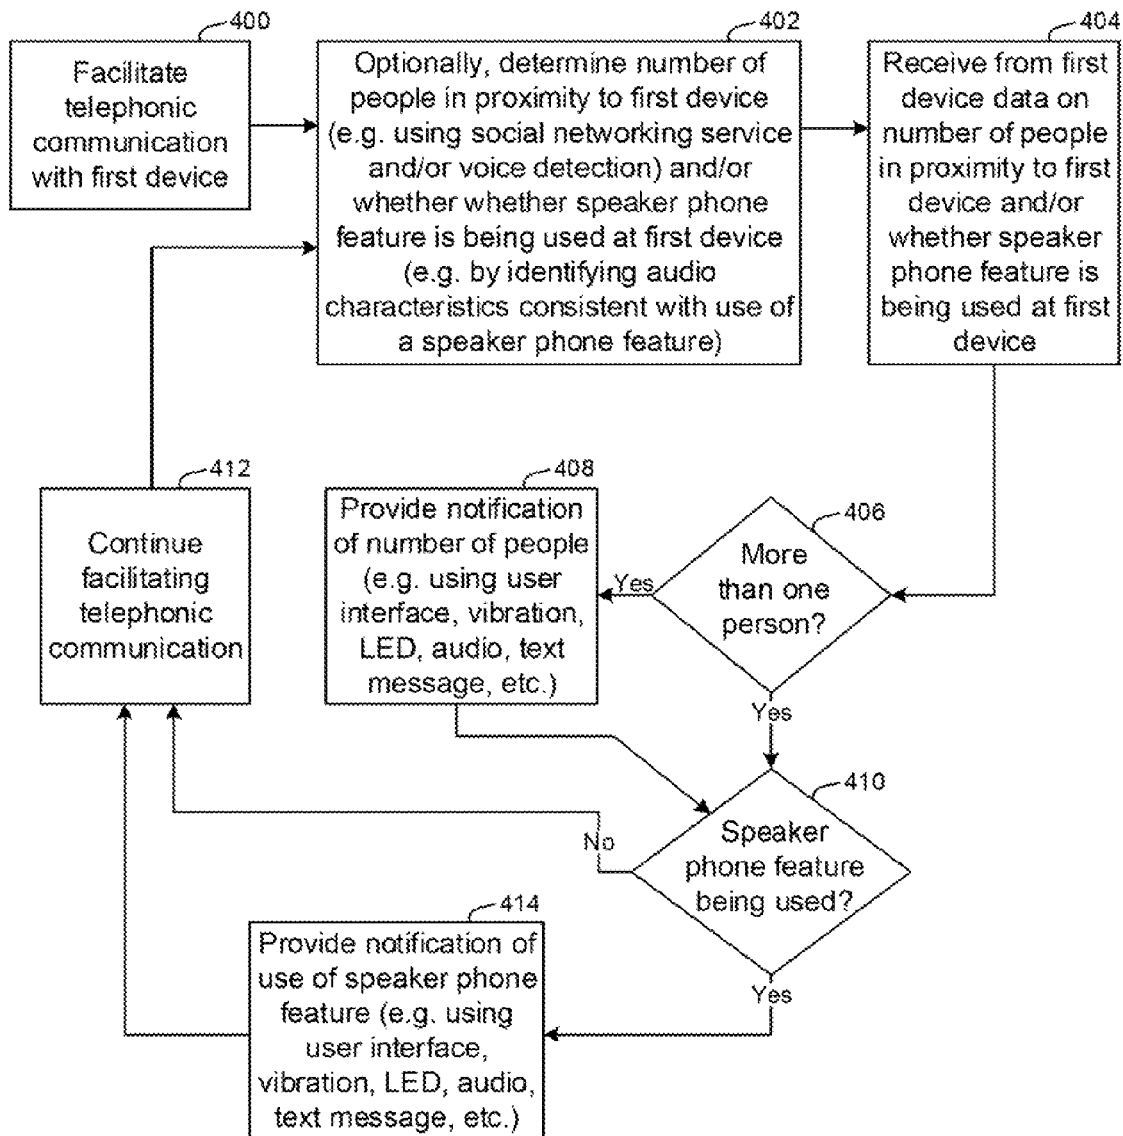 400
Facilitate
telephonic
communication
with first device
402
Optionally, determine number of
people in proximity to first device
(e.g. using social networking service
and/or voice detection) and/or
whether whether speaker phone
feature is being used at first device
(e.g. by identifying audio
characteristics consistent with use of
a speaker phone feature)
404
Receive from first
device data on
number of people
in proximity to first
device and/or
whether speaker
phone feature is
being used at first
device
412
Continue
facilitating
telephonic
communication
408
Provide notification
of number of people
(e.g. using user
interface, vibration,
LED, audio, text
message, etc.)
406
More
than one
person?
Yes
Yes
410
Speaker
phone feature
being used?
No
Yes
414
Provide notification of
use of speaker phone
feature (e.g. using
user interface,
vibration, LED, audio,
text message, etc.)